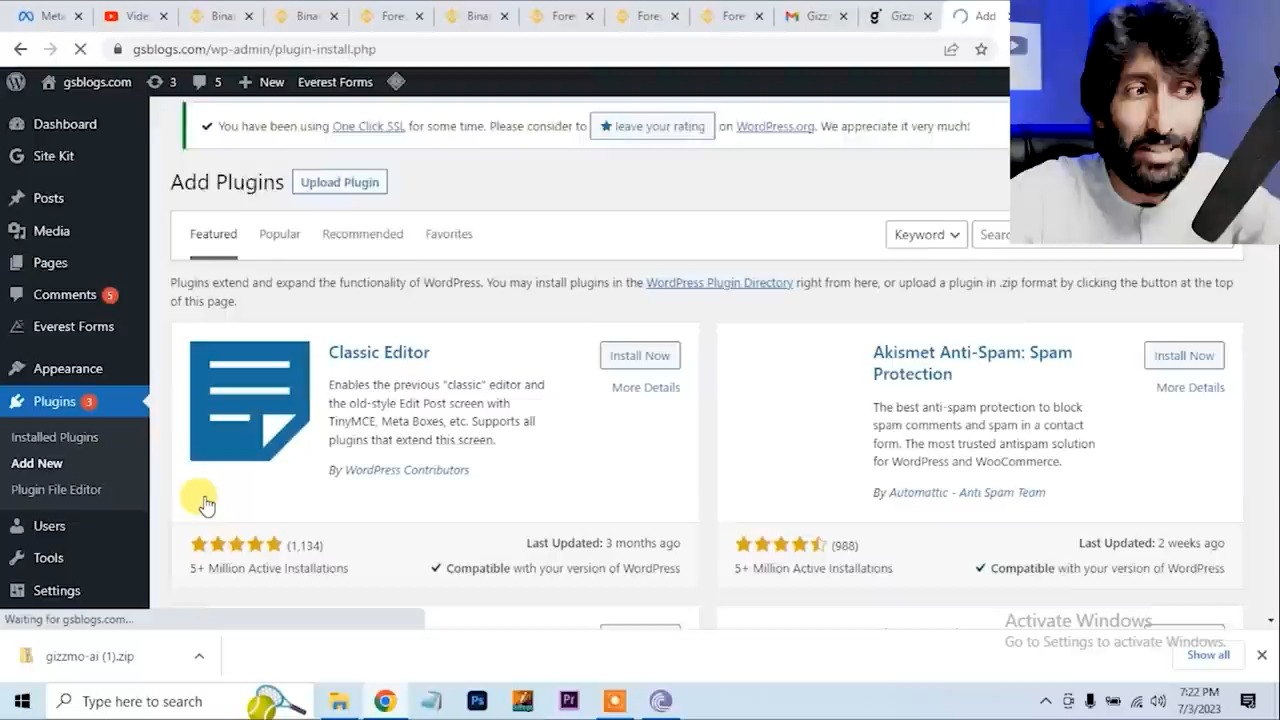 Meta
Vide
Bina
Bina
Fore
Bina
Fore
Fore
Fore
Gizz
Gizz
Add
gsblogs.com/wp-admin/plugin-install.php
gsblogs.com
3
5
New
Everest Forms
Dashboard
Site Kit
Posts
Media
Pages
Comments 5
Everest Forms
Appearance
Plugins 3
Installed Plugins
Add New
Plugin File Editor
Users
Tools
Settings
You have been using One Click SSL for some time. Please consider to leave your rating on WordPress.org. We appreciate it very much!
Add Plugins Upload Plugin
Featured Popular Recommended Favorites Keyword Searc
Plugins extend and expand the functionality of WordPress. You may install plugins in the WordPress Plugin Directory right from here, or upload a plugin in .zip format by clicking the button at the top
of this page.
Classic Editor
Install Now
More Details
Enables the previous "classic" editor and
the old-style Edit Post screen with
TinyMCE, Meta Boxes, etc. Supports all
plugins that extend this screen.
By WordPress Contributors
(1,134)
Last Updated: 3 months ago
5+ Million Active Installations
Compatible with your version of WordPress
Akismet Anti-Spam: Spam
Protection
Install Now
More Details
The best anti-spam protection to block
spam comments and spam in a contact
form. The most trusted antispam solution
for WordPress and WooCommerce.
By Automattic - Anti Spam Team
(988)
Last Updated: 2 weeks ago
5+ Million Active Installations
Compatible with your version of WordPress
Waiting for gsblogs.com...
Activate Windows
Go to Settings to activate Windows.
gizzmo-ai (1).zip
Show all
Type here to search
Ps
Pr
7:22 PM
7/3/2023